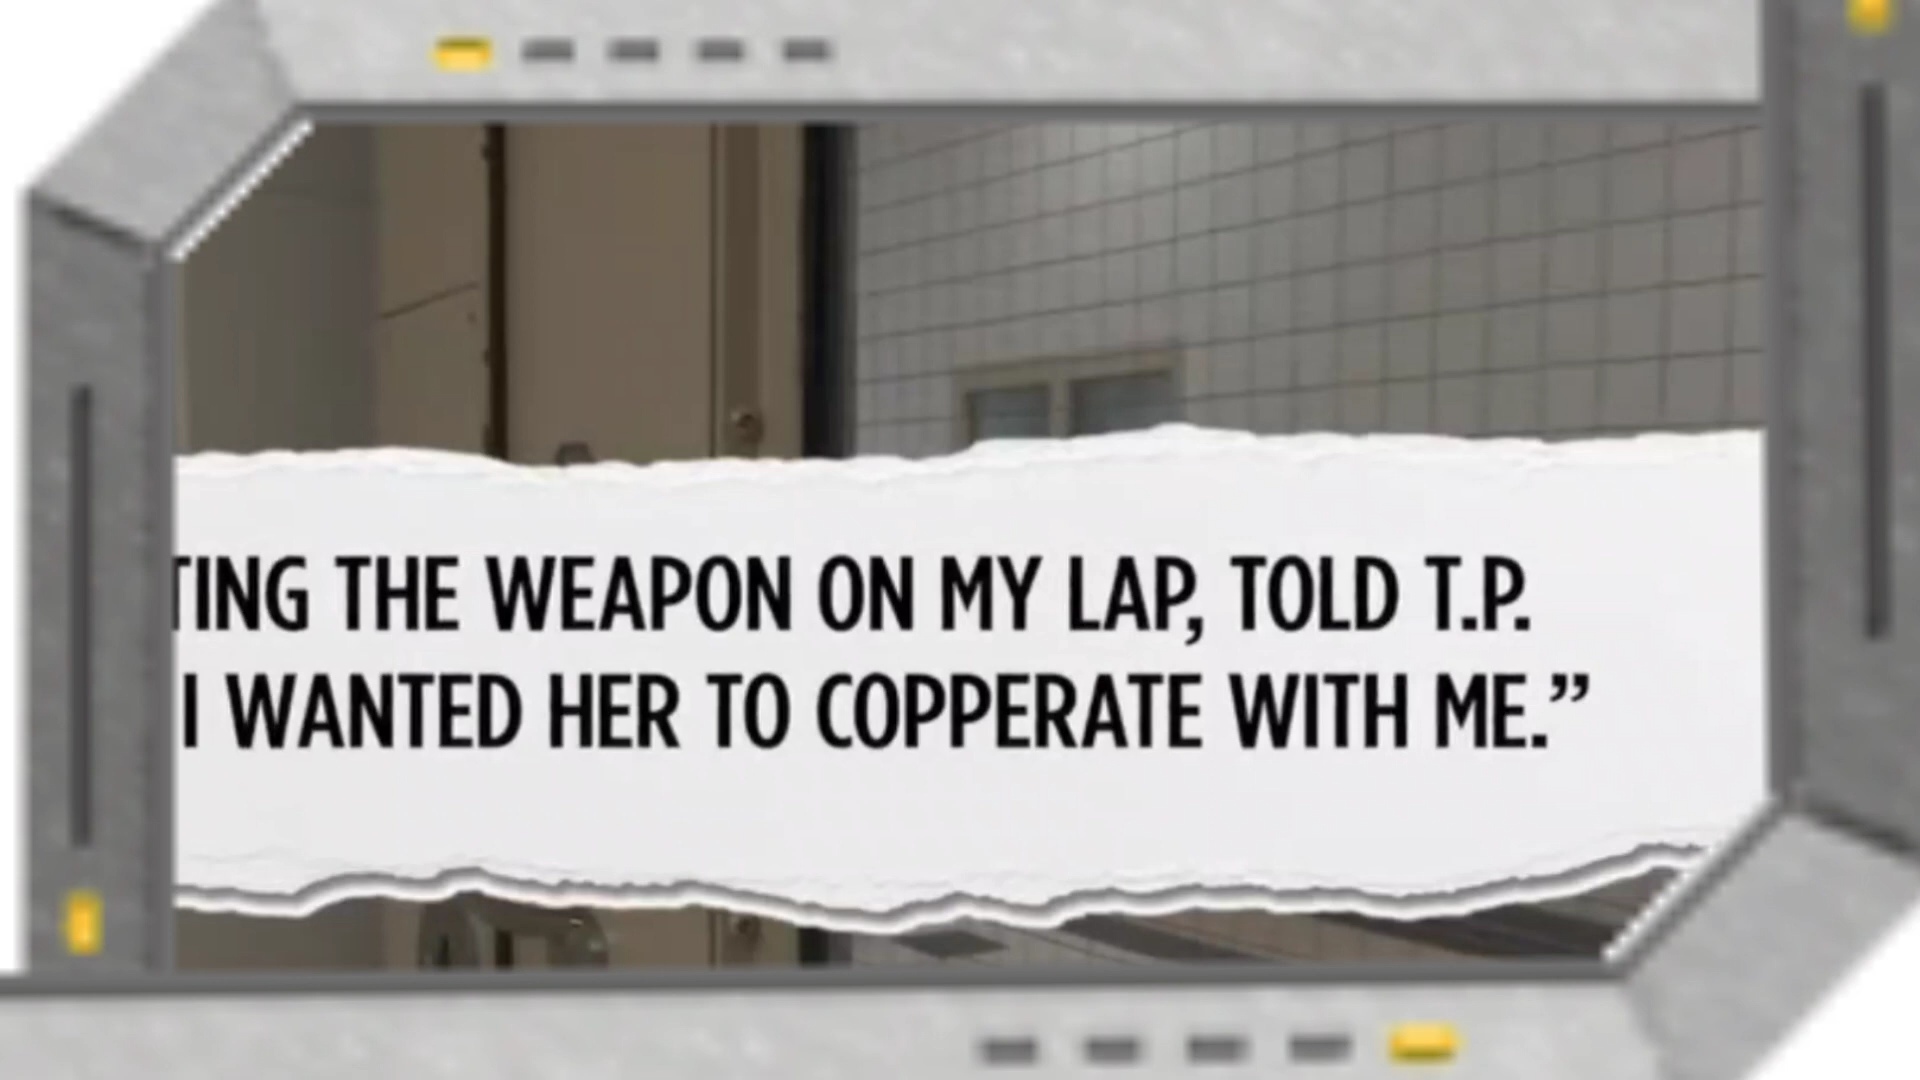 TING THE WEAPON ON MY LAP, TOLD T.P.
I WANTED HER TO COPPERATE WITH ME.”